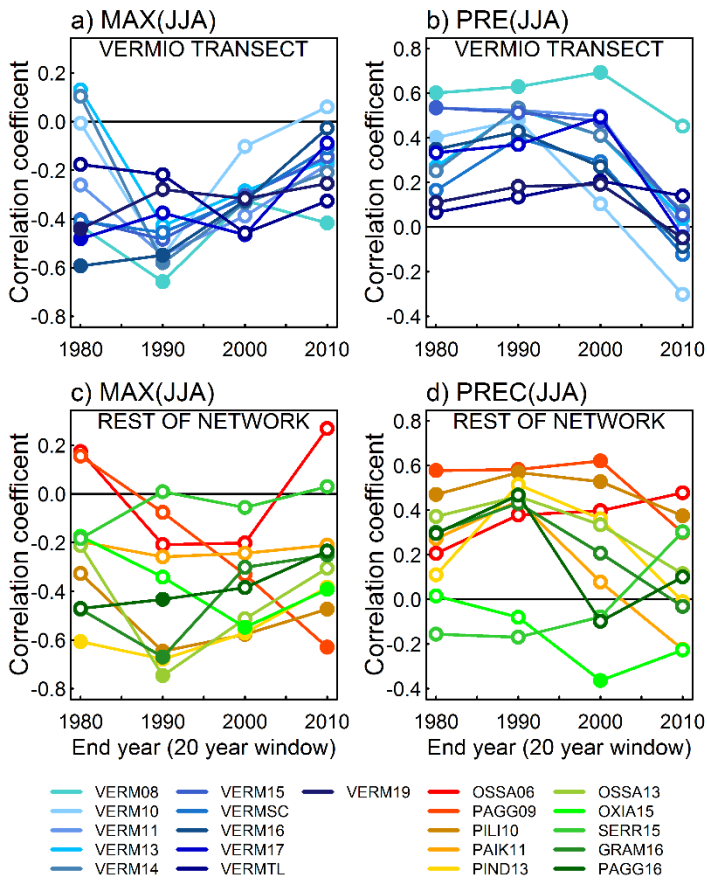 a) MAX(JJA)
VERMIO TRANSECT
Correlation coefficent
0.2
0.0
-0.2
-0.4
-0.6
-0.8
1980 1990 2000 2010
b) PRE(JJA)
VERMIO TRANSECT
Correlation coefficent
0.8
0.6
0.4
0.2
0.0
-0.2
-0.4
1980 1990 2000 2010
c) MAX(JJA)
REST OF NETWORK
Correlation coefficent
0.2
0.0
-0.2
-0.4
-0.6
-0.8
1980 1990 2000 2010
End year (20 year window)
d) PREC(JJA)
REST OF NETWORK
Correlation coefficent
0.8
0.6
0.4
0.2
0.0
-0.2
-0.4
1980 1990 2000 2010
End year (20 year window)
VERM08 VERM15 VERM19 OSSA06 OSSA13
VERM10 VERMSC PAGG09 OXIA15
VERM11 VERM16 PILI10 SERR15
VERM13 VERM17 PAIK11 GRAM16
VERM14 VERMTL PIND13 PAGG16